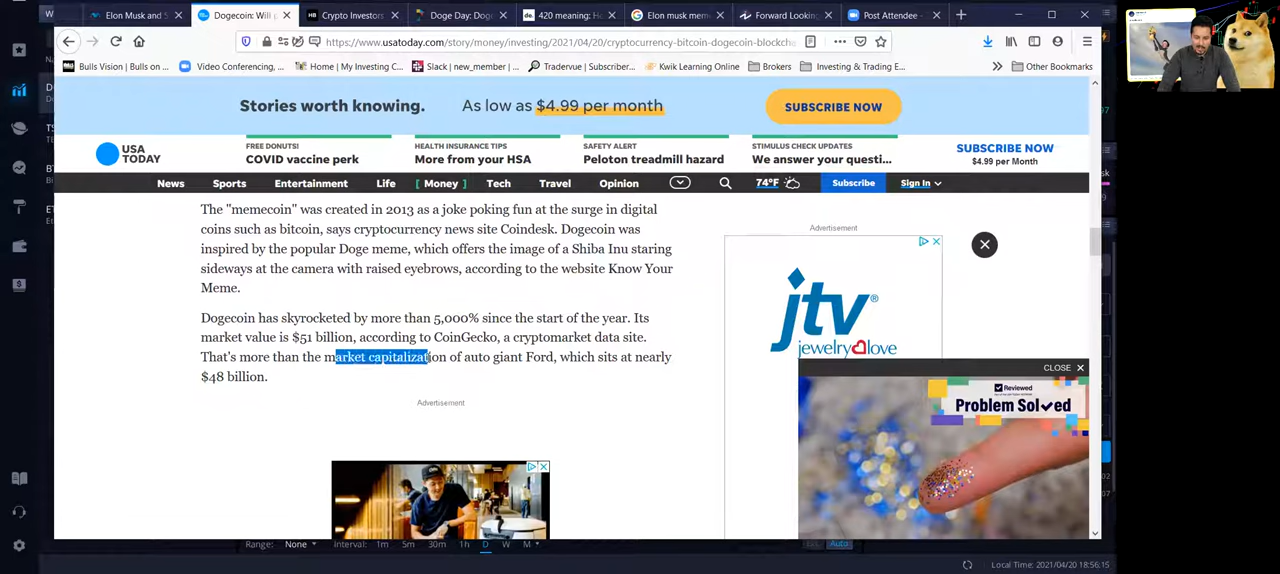 W
Elon Musk and S
Dogecoin: Will
Crypto Investors
Doge Day: Doge
420 meaning: He
Elon musk mem
Forward Looking
Post Attendee -
https://www.usatoday.com/story/money/investing/2021/04/20/cryptocurrency-bitcoin-dogecoin-blockch
Bulls Vision | Bulls on ...
Video Conferencing, ...
Home | My Investing C...
Slack | new_member | ...
Tradervue | Subscriber...
Kwik Learning Online
Brokers
Investing & Trading E...
Other Bookmarks
Stories worth knowing.
As low as $4.99 per month
SUBSCRIBE NOW
USA TODAY
FREE DONUTS!
COVID vaccine perk
HEALTH INSURANCE TIPS
More from your HSA
SAFETY ALERT
Peloton treadmill hazard
STIMULUS CHECK UPDATES
We answer your questi...
SUBSCRIBE NOW
$4.99 per Month
News Sports Entertainment Life [ Money ] Tech Travel Opinion 74°F Subscribe Sign In
The "memecoin" was created in 2013 as a joke poking fun at the surge in digital
coins such as bitcoin, says cryptocurrency news site Coindesk. Dogecoin was
inspired by the popular Doge meme, which offers the image of a Shiba Inu staring
sideways at the camera with raised eyebrows, according to the website Know Your
Meme.
Dogecoin has skyrocketed by more than 5,000% since the start of the year. Its
market value is $51 billion, according to CoinGecko, a cryptomarket data site.
That's more than the market capitalization of auto giant Ford, which sits at nearly
$48 billion.
Advertisement
Advertisement
jtv®
jewelry love
CLOSE
Reviewed
Problem Solved
Range: None Interval: 1m 5m 30m 1h D W M
Auto
Local Time: 2021/04/20 18:56:15